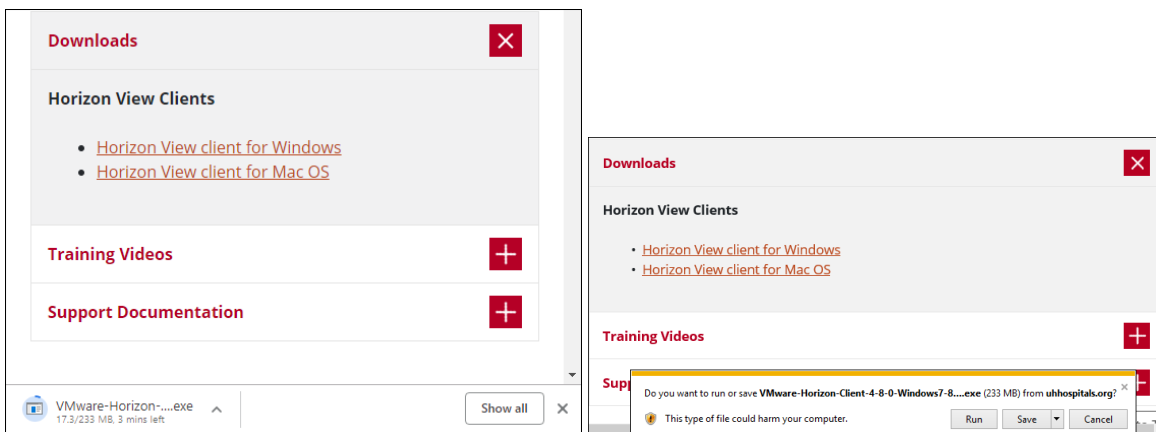 Downloads
Horizon View Clients
• Horizon View client for Windows
• Horizon View client for Mac OS
Training Videos
Support Documentation
VMware-Horizon-....exe
17.3/233 MB, 3 mins left
Show all
Downloads
Horizon View Clients
• Horizon View client for Windows
• Horizon View client for Mac OS
Training Videos
Supp
Do you want to run or save VMware-Horizon-Client-4-8-0-Windows7-8....exe (233 MB) from uhhospitals.org?
This type of file could harm your computer.
Run Save Cancel